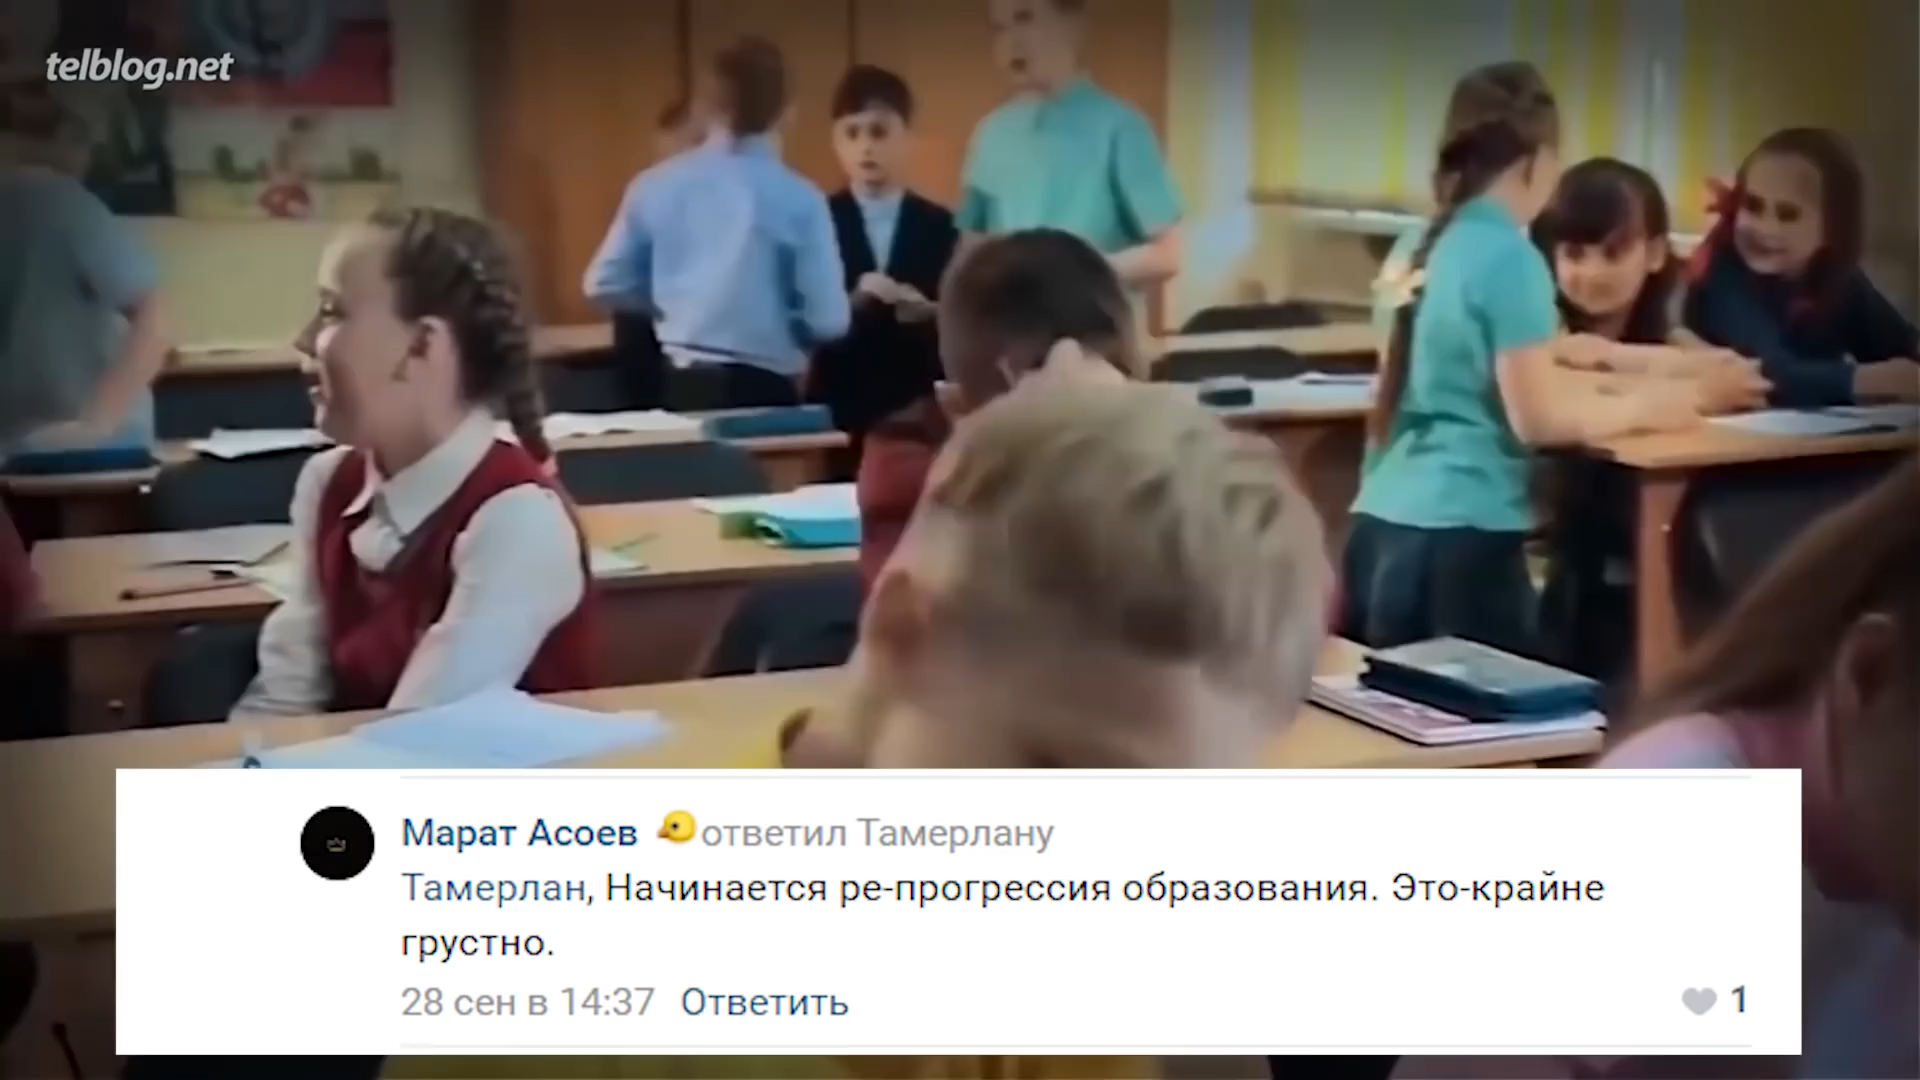 telblog.net
Марат Асоев ответил Тамерлану
Тамерлан, Начинается ре-прогрессия образования. Это-крайне
грустно.
28 сен в 14:37 Ответить 1